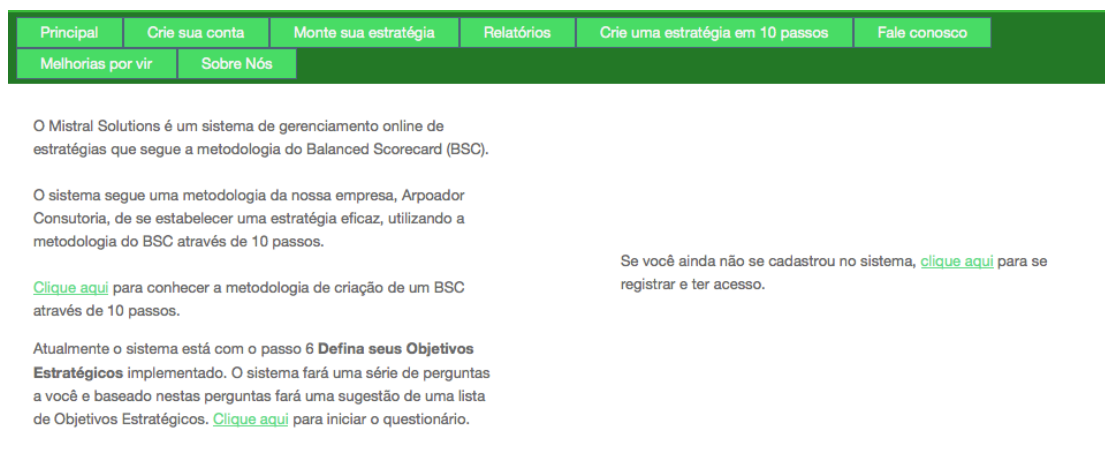 Principal
Crie sua conta
Monte sua estratégia
Relatórios
Crie uma estratégia em 10 passos
Fale conosco
Melhorias por vir
Sobre Nós
O Mistral Solutions é um sistema de gerenciamento online de
estratégias que segue a metodologia do Balanced Scorecard (BSC).
O sistema segue uma metodologia da nossa empresa, Arpoador
Consutoria, de se estabelecer uma estratégia eficaz, utilizando a
metodologia do BSC através de 10 passos.
Clique aqui para conhecer a metodologia de criação de um BSC
através de 10 passos.
Atualmente o sistema está com o passo 6 Defina seus Objetivos
Estratégicos implementado. O sistema fará uma série de perguntas
a você e baseado nestas perguntas fará uma sugestão de uma lista
de Objetivos Estratégicos. Clique aqui para iniciar o questionário.
Se você ainda não se cadastrou no sistema, clique aqui para se
registrar e ter acesso.